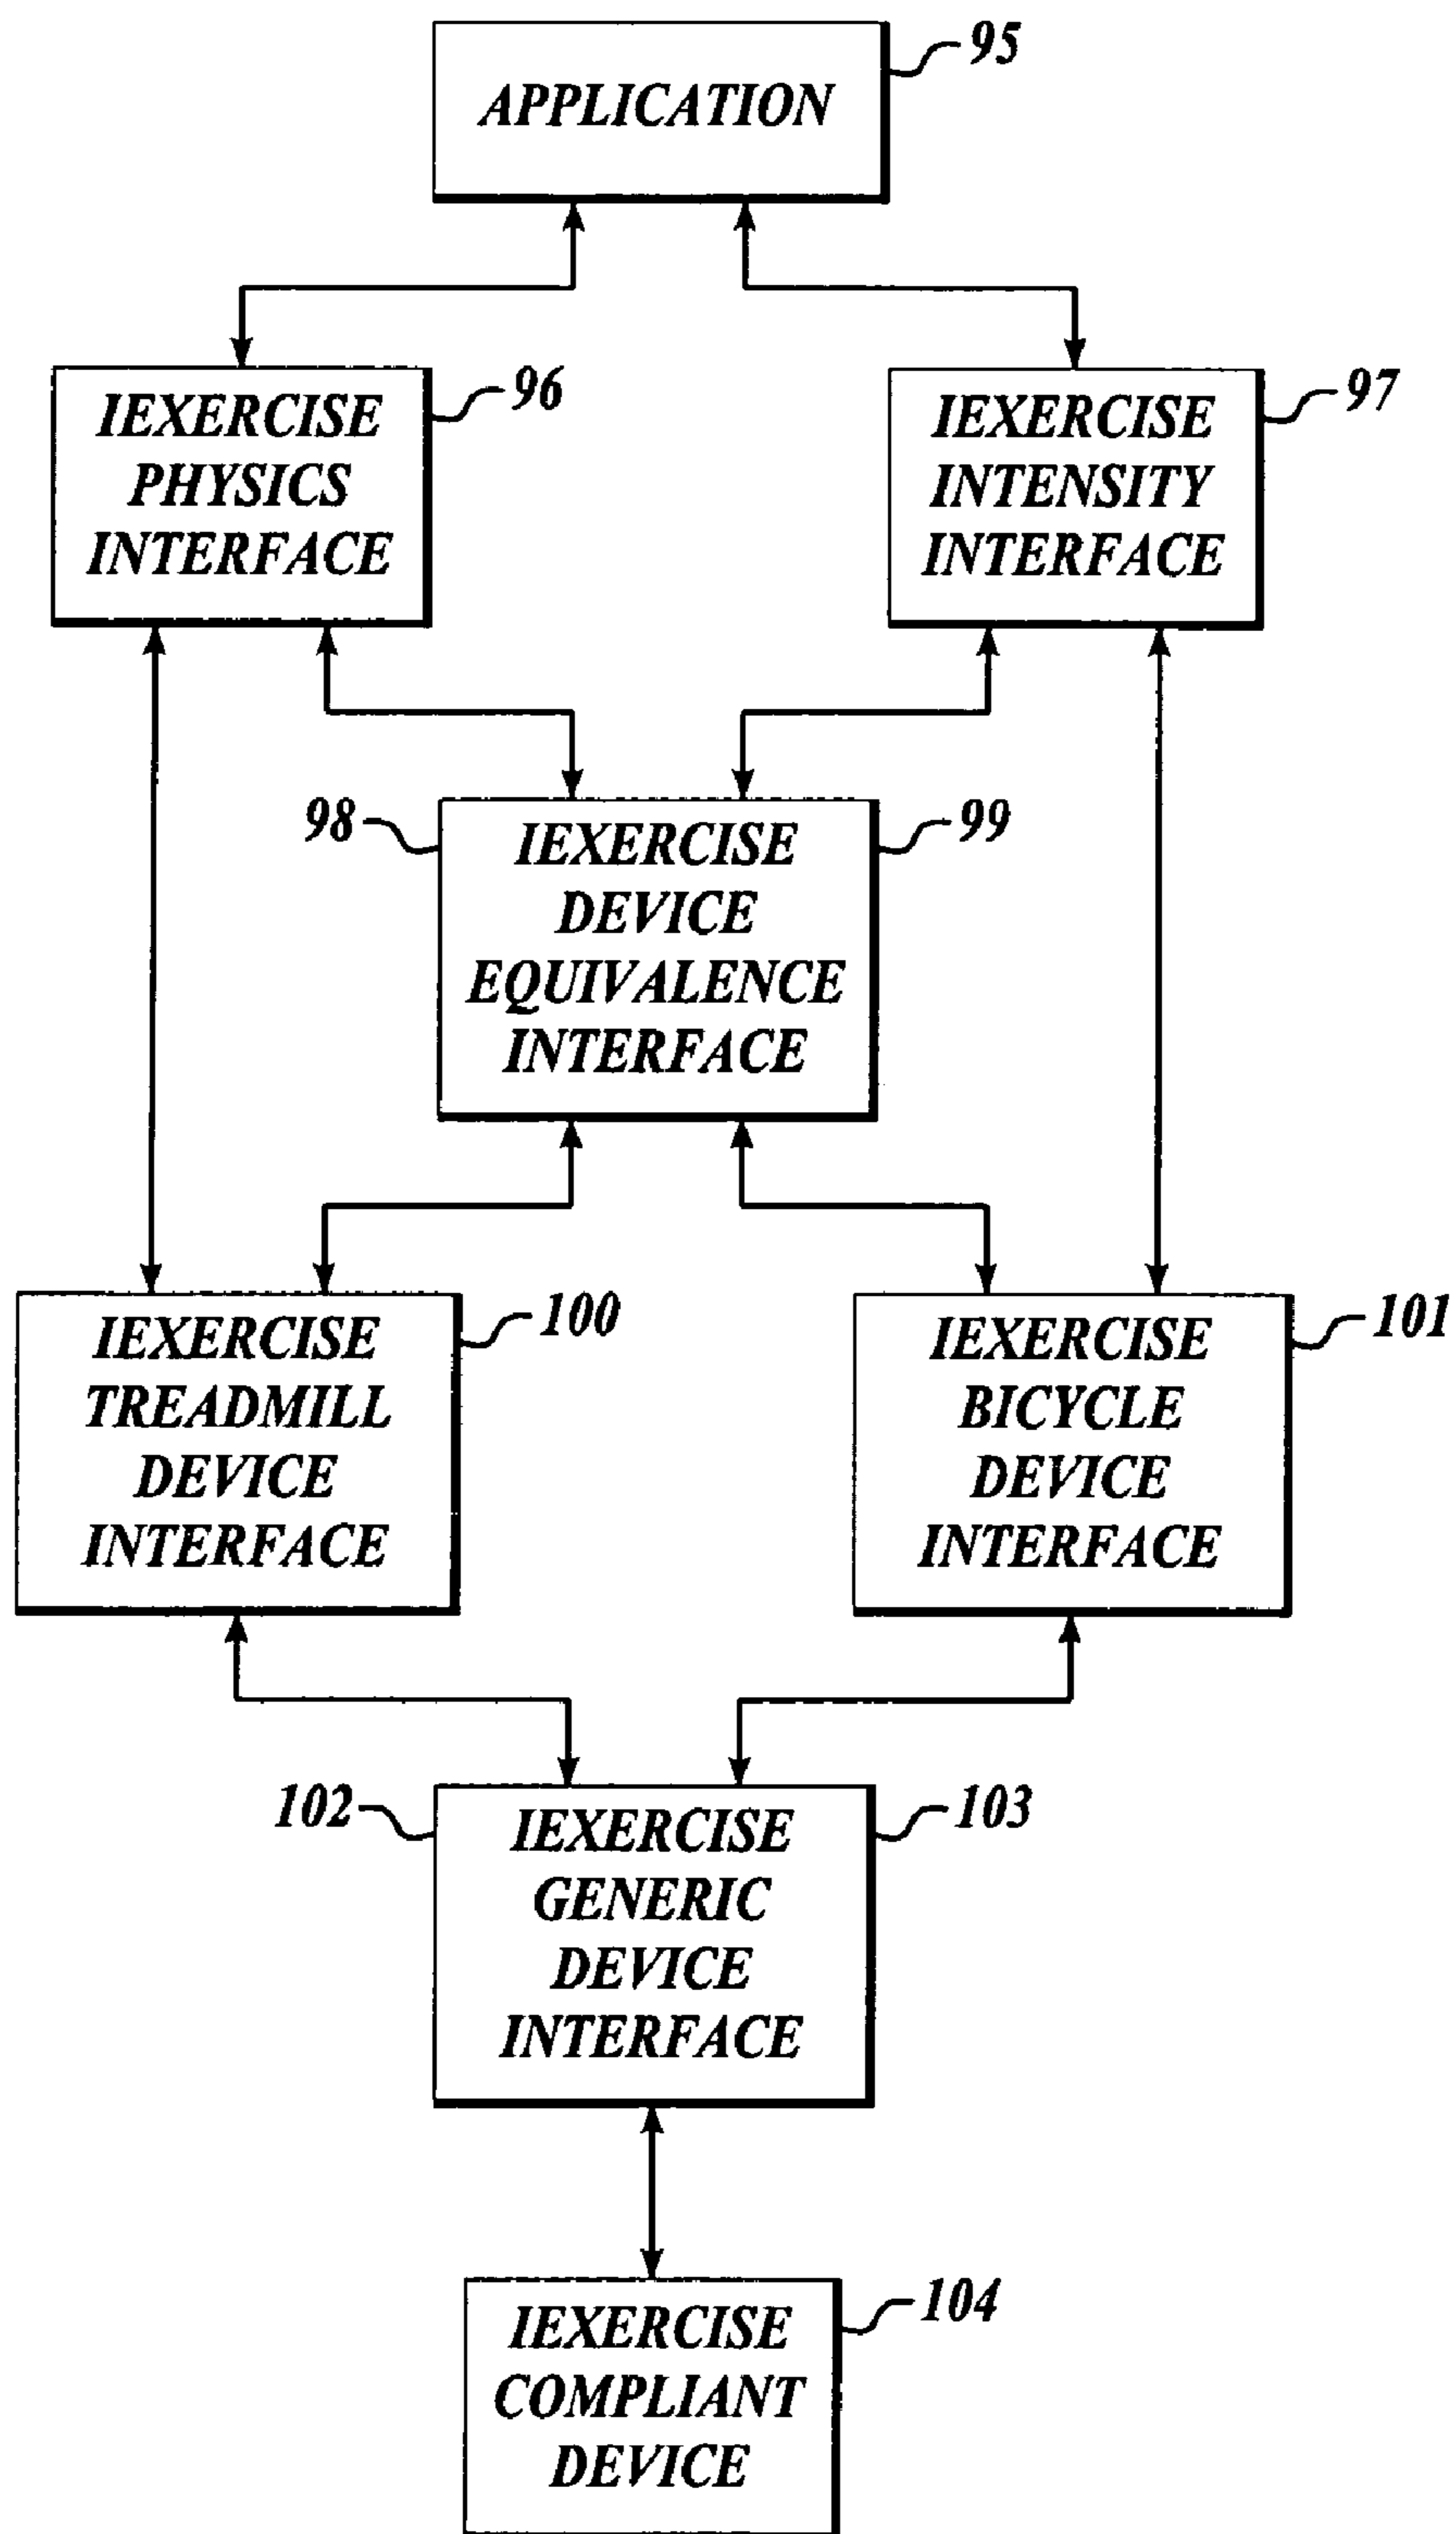 95
APPLICATION
96
IEXERCISE
PHYSICS
INTERFACE
97
IEXERCISE
INTENSITY
INTERFACE
98
99
IEXERCISE
DEVICE
EQUIVALENCE
INTERFACE
100
IEXERCISE
TREADMILL
DEVICE
INTERFACE
101
IEXERCISE
BICYCLE
DEVICE
INTERFACE
102
103
IEXERCISE
GENERIC
DEVICE
INTERFACE
104
IEXERCISE
COMPLIANT
DEVICE